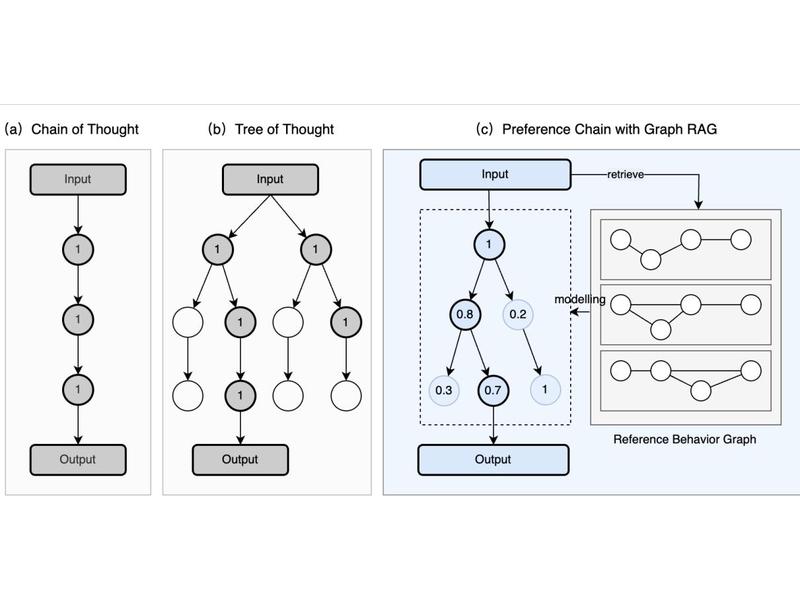 (a) Chain of Thought
Input
1
1
1
Output
(b) Tree of Thought
Input
1
1
1
1
1
Output
(c) Preference Chain with Graph RAG
Input
retrieve
1
modelling
0.8
0.2
0.3
0.7
1
Output
Reference Behavior Graph